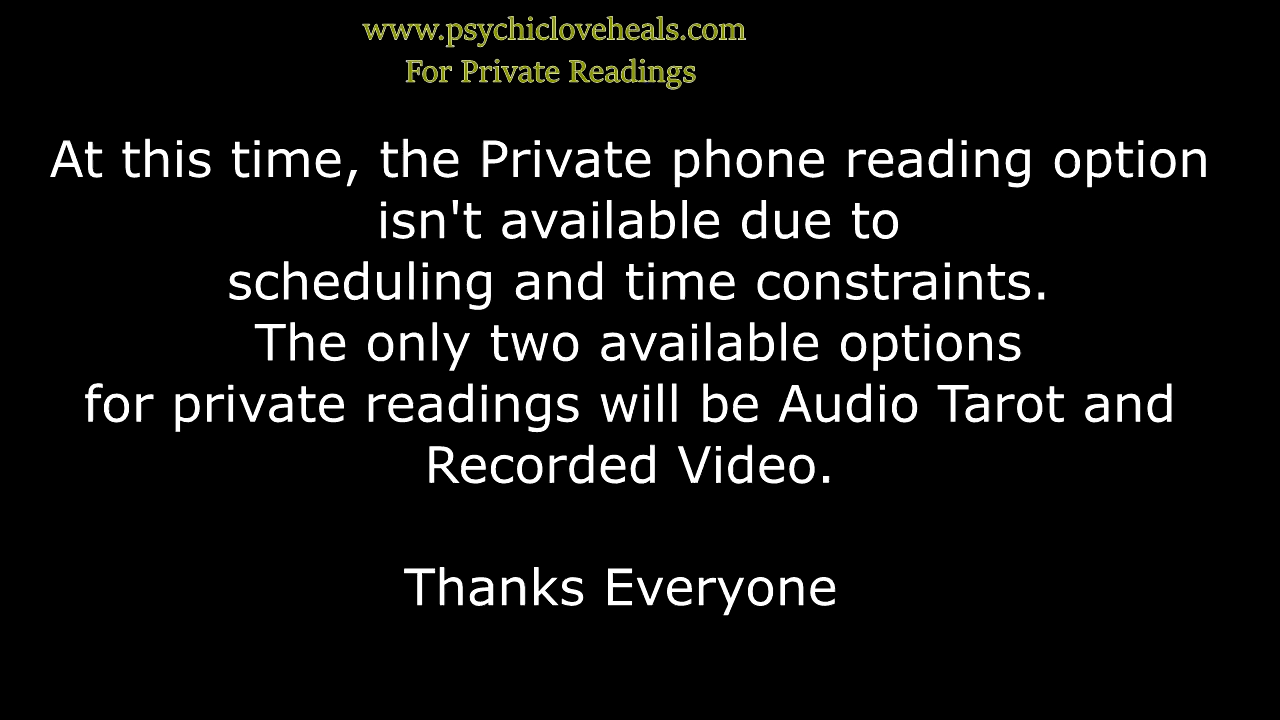 www.psychicloveheals.com
For Private Readings
At this time, the Private phone reading option
isn't available due to
scheduling and time constraints.
The only two available options
for private readings will be Audio Tarot and
Recorded Video.
Thanks Everyone